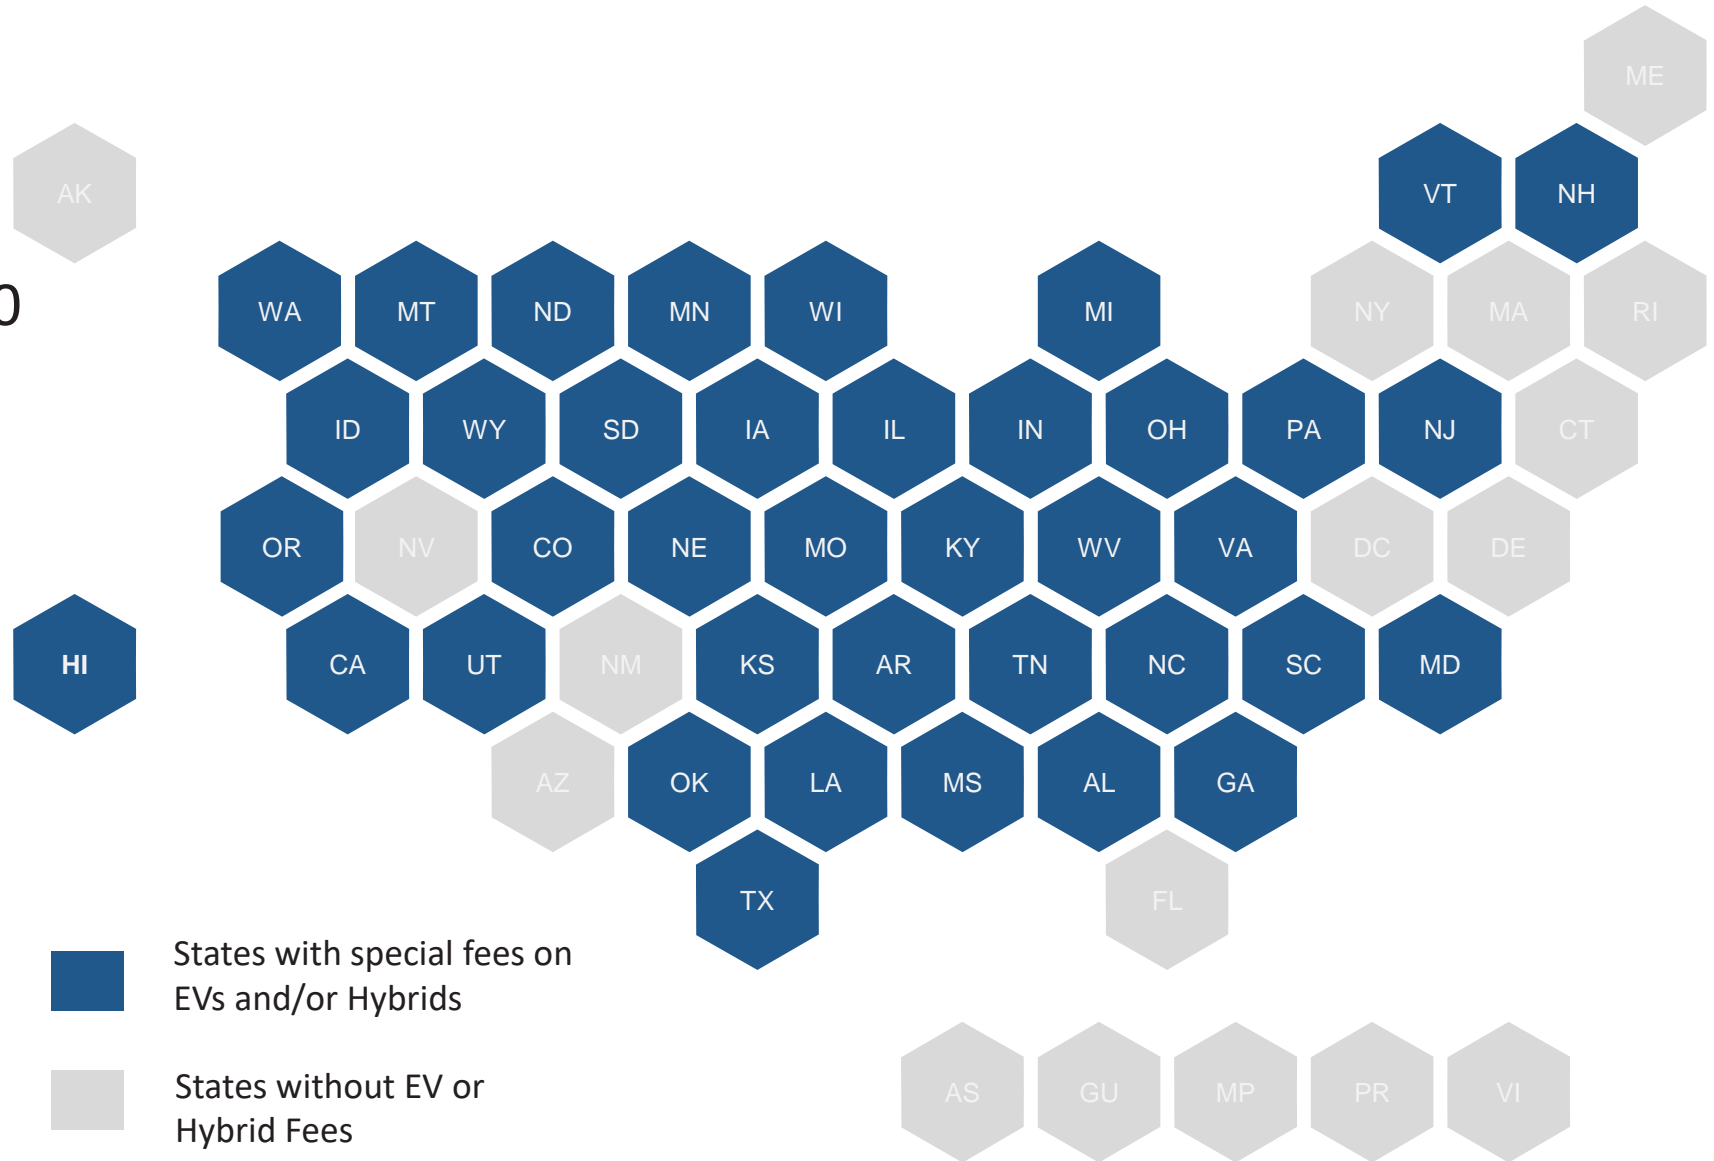 ME
AK
VT
NH
0
WA
MT
ND
MN
WI
MI
NY
MA
RI
ID
WY
SD
IA
IL
IN
OH
PA
NJ
CT
OR
NV
CO
NE
MO
KY
WV
VA
DC
DE
HI
CA
UT
NM
KS
AR
TN
NC
SC
MD
AZ
OK
LA
MS
AL
GA
TX
FL
States with special fees on
EVs and/or Hybrids
States without EV or
Hybrid Fees
AS
GU
MP
PR
VI